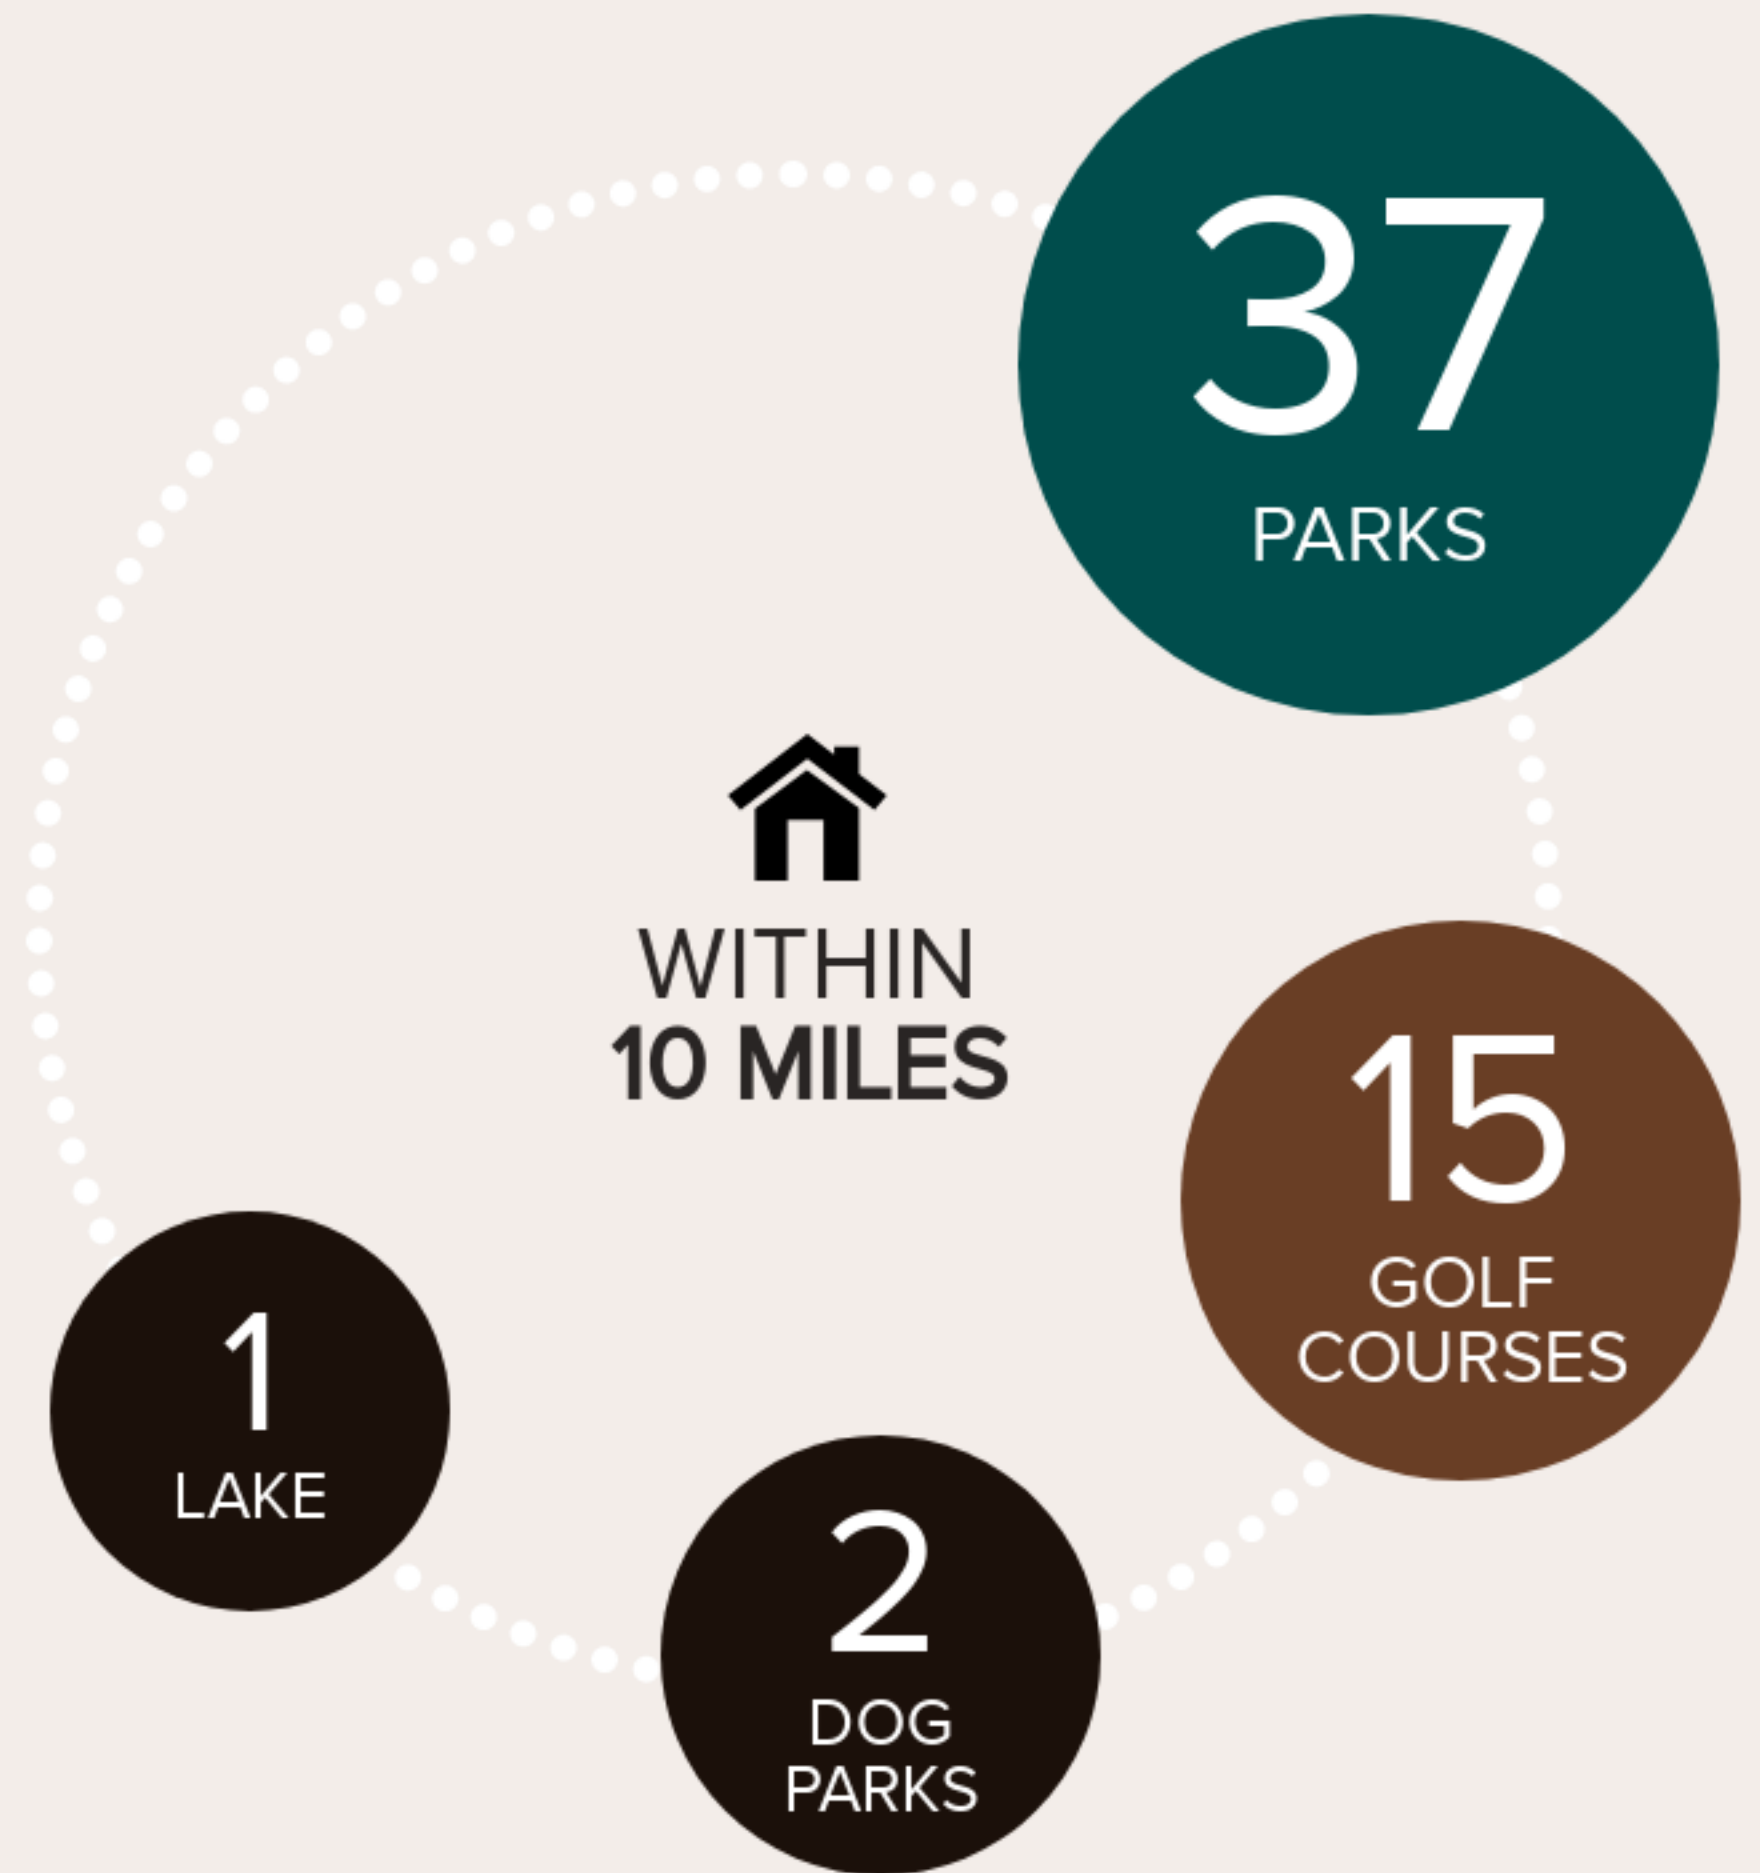 37
PARKS
WITHIN
10 MILES
15
GOLF
COURSES
1
LAKE
2
DOG
PARKS